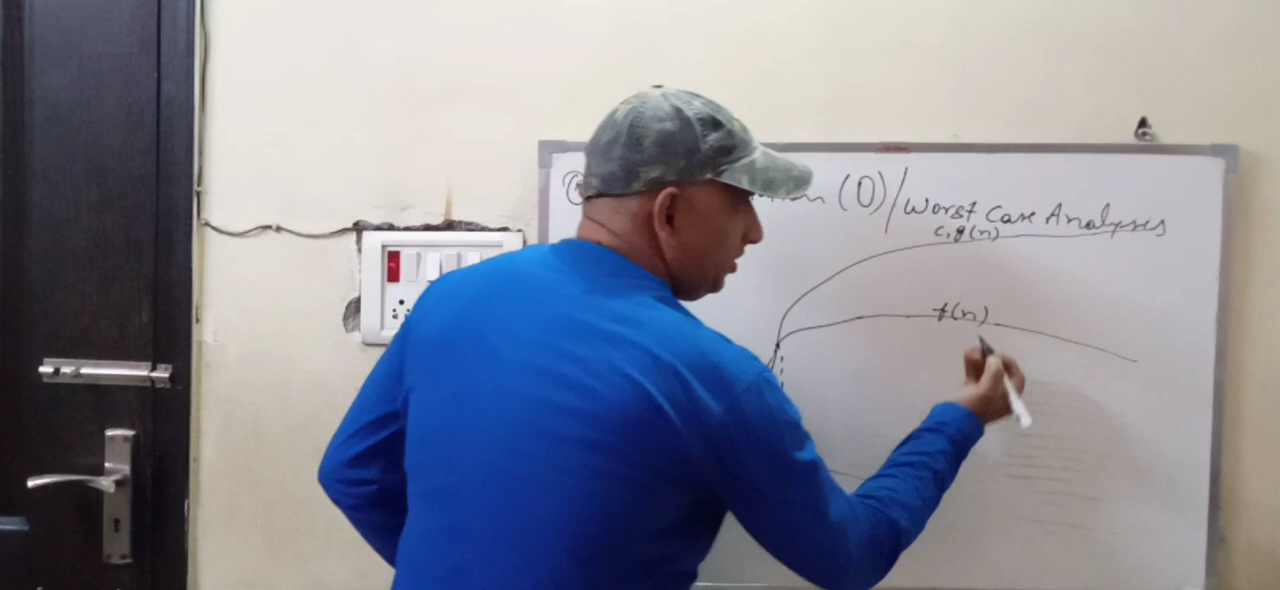 (O)/Worst Case Analysis
c, g(n)
f(n)